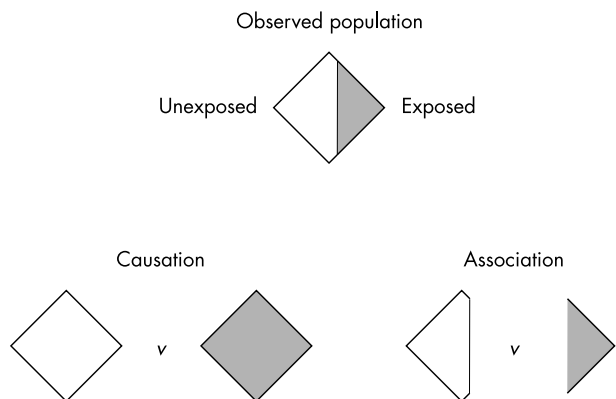 Observed population
Unexposed
Exposed
Causation
Association
v
v